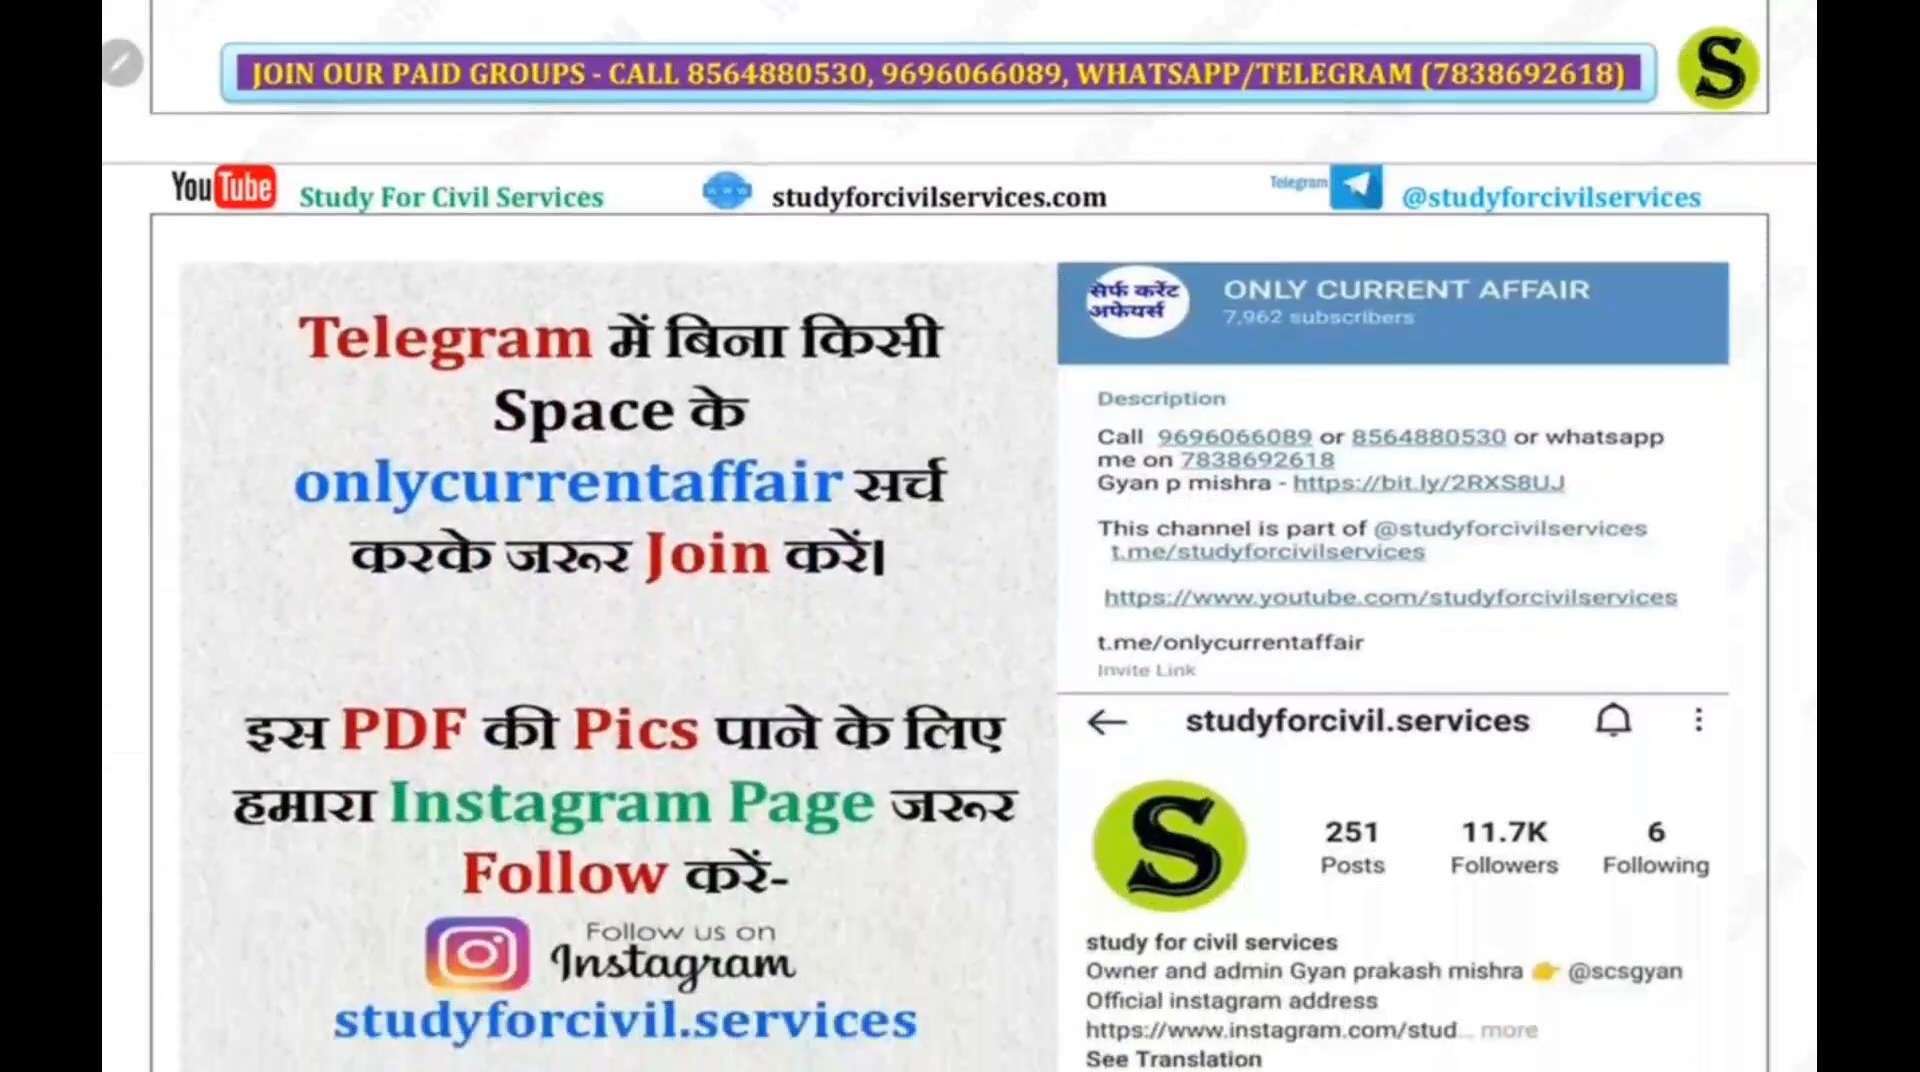 JOIN OUR PAID GROUPS - CALL 8564880530, 9696066089, WHATSAPP/TELEGRAM (7838692618)
S
YouTube Study For Civil Services
WWW studyforcivilservices.com
Telegram @studyforcivilservices
Telegram में बिना किसी
Space के
onlycurrentaffair सर्च
करके जरूर Join करें।
इस PDF की Pics पाने के लिए
हमारा Instagram Page जरूर
Follow करें-
Follow us on
Instagram
studyforcivil.services
सेर्फ करेंट
अफेयर्स
ONLY CURRENT AFFAIR
7,962 subscribers
Description
Call 9696066089 or 8564880530 or whatsapp
me on 7838692618
Gyan p mishra - https://bit.ly/2RXS8UJ
This channel is part of @studyforcivilservices
t.me/studyforcivilservices
https://www.youtube.com/studyforcivilservices
t.me/onlycurrentaffair
Invite Link
studyforcivil.services
S
251 11.7K 6
Posts Followers Following
study for civil services
Owner and admin Gyan prakash mishra 👉 @scsgyan
Official instagram address
https://www.instagram.com/stud... more
See Translation